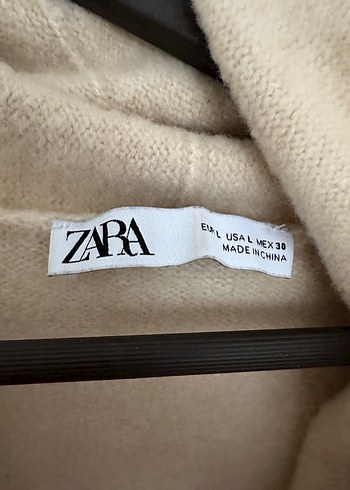 ZARA
EUR L USA L MEX 30
MADE IN CHINA